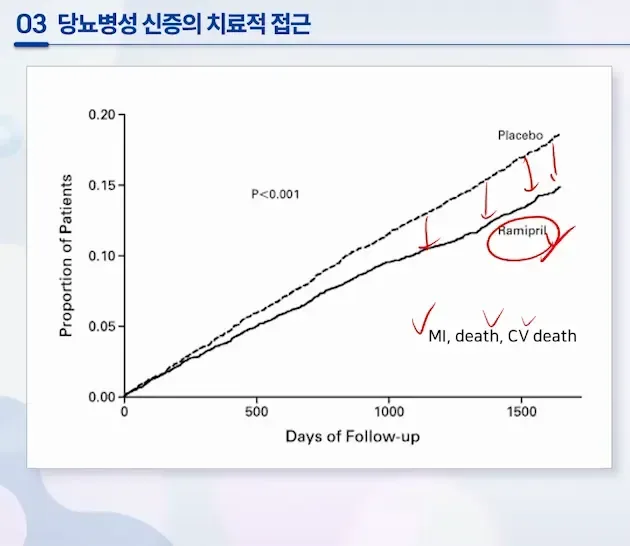 03 당뇨병성 신증의 치료적 접근
0.20
Placebo
0.15
P<0.001
Proportion of Patients
Ramipril
0.10
0.05
MI, death, CV death
0.00
0 500 1000 1500
Days of Follow-up